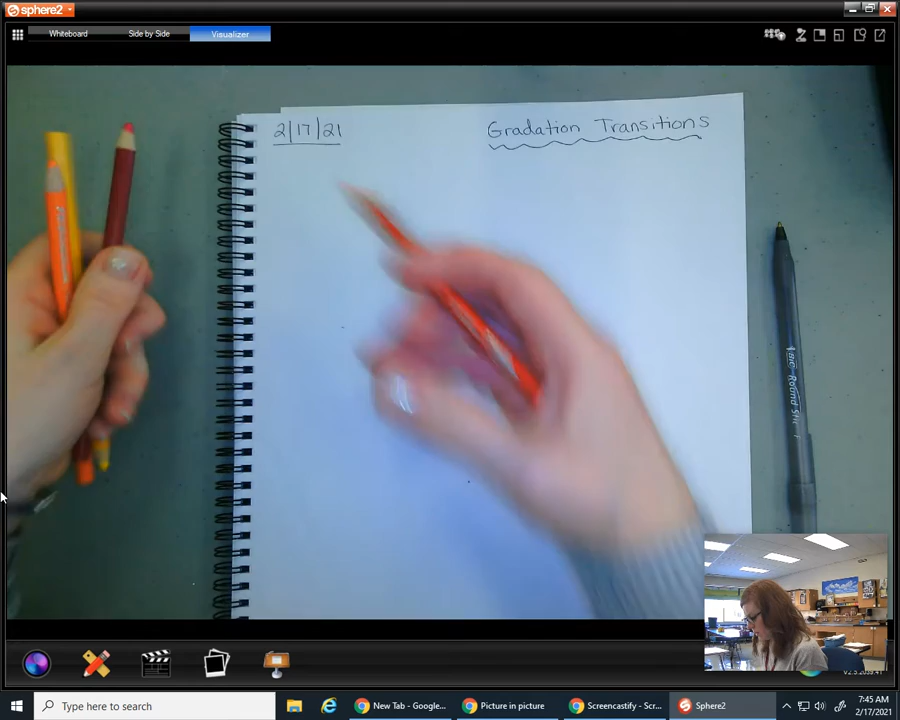 sphere2
Whiteboard
Side by Side
Visualizer
2/17/21
Gradation Transitions
BIC Round Stic
Type here to search
New Tab - Google...
Picture in picture
Screencastify - Scr...
Sphere2
7:45 AM
2/17/2021